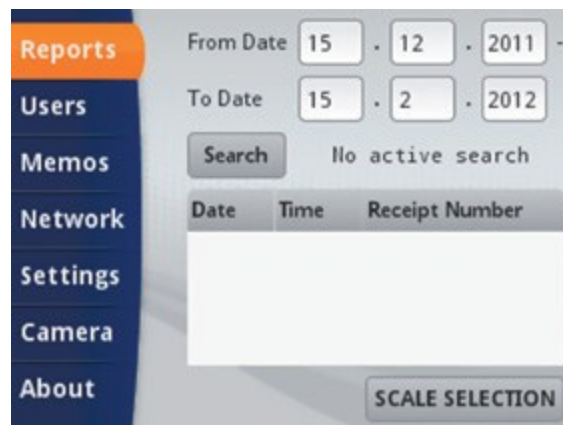 Reports
Users
Memos
Network
Settings
Camera
About
From Date 15 . 12 . 2011 -
To Date 15 . 2 . 2012
Search No active search
Date Time Receipt Number
SCALE SELECTION